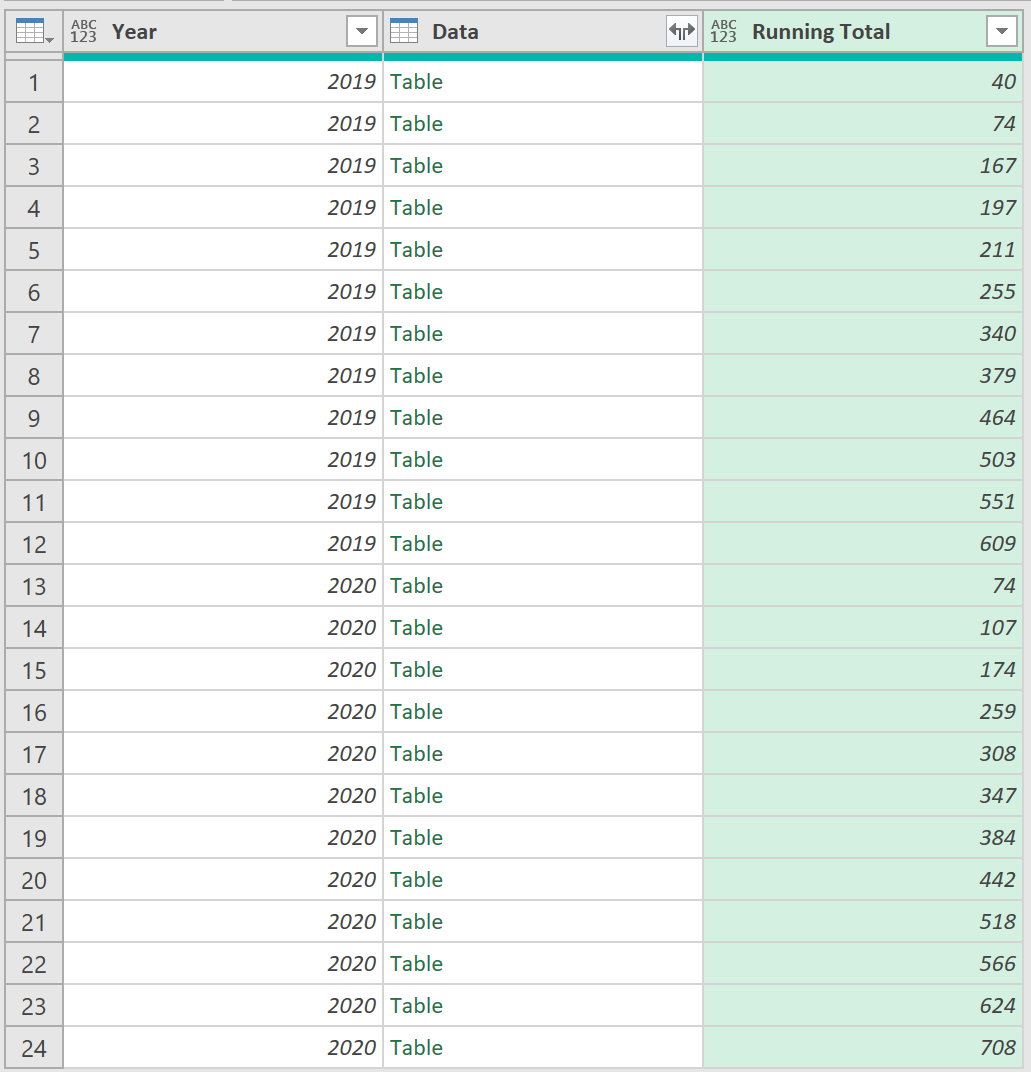 ABC 123 Year Data ABC 123 Running Total
1 2019 Table 40
2 2019 Table 74
3 2019 Table 167
4 2019 Table 197
5 2019 Table 211
6 2019 Table 255
7 2019 Table 340
8 2019 Table 379
9 2019 Table 464
10 2019 Table 503
11 2019 Table 551
12 2019 Table 609
13 2020 Table 74
14 2020 Table 107
15 2020 Table 174
16 2020 Table 259
17 2020 Table 308
18 2020 Table 347
19 2020 Table 384
20 2020 Table 442
21 2020 Table 518
22 2020 Table 566
23 2020 Table 624
24 2020 Table 708